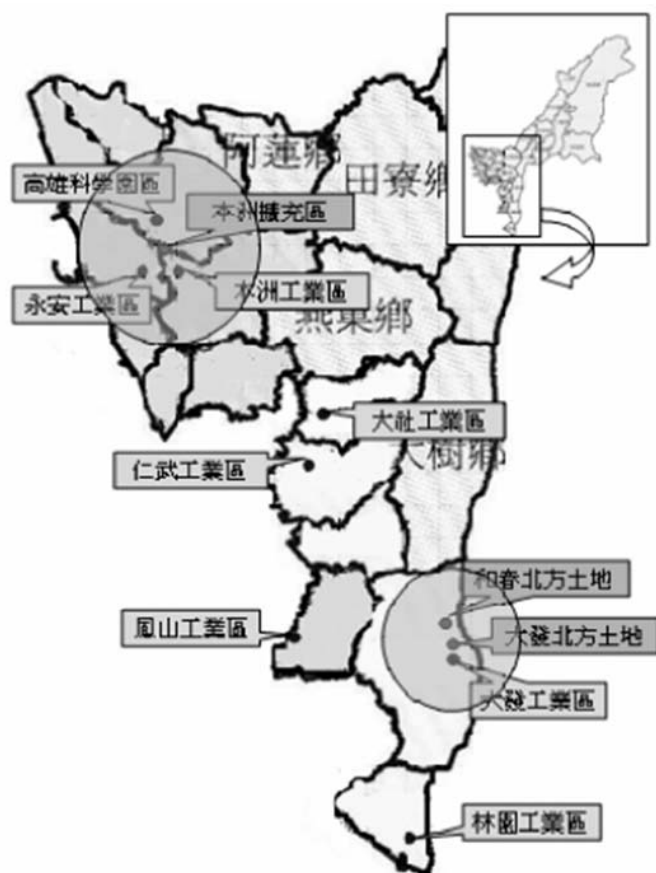 阿蓮鄉
田寮鄉
高雄科學園區
本洲擴充區
永安工業區
本洲工業區
燕巢鄉
大社工業區
大樹鄉
仁武工業區
和春北方土地
鳳山工業區
大發北方土地
大發工業區
林園工業區